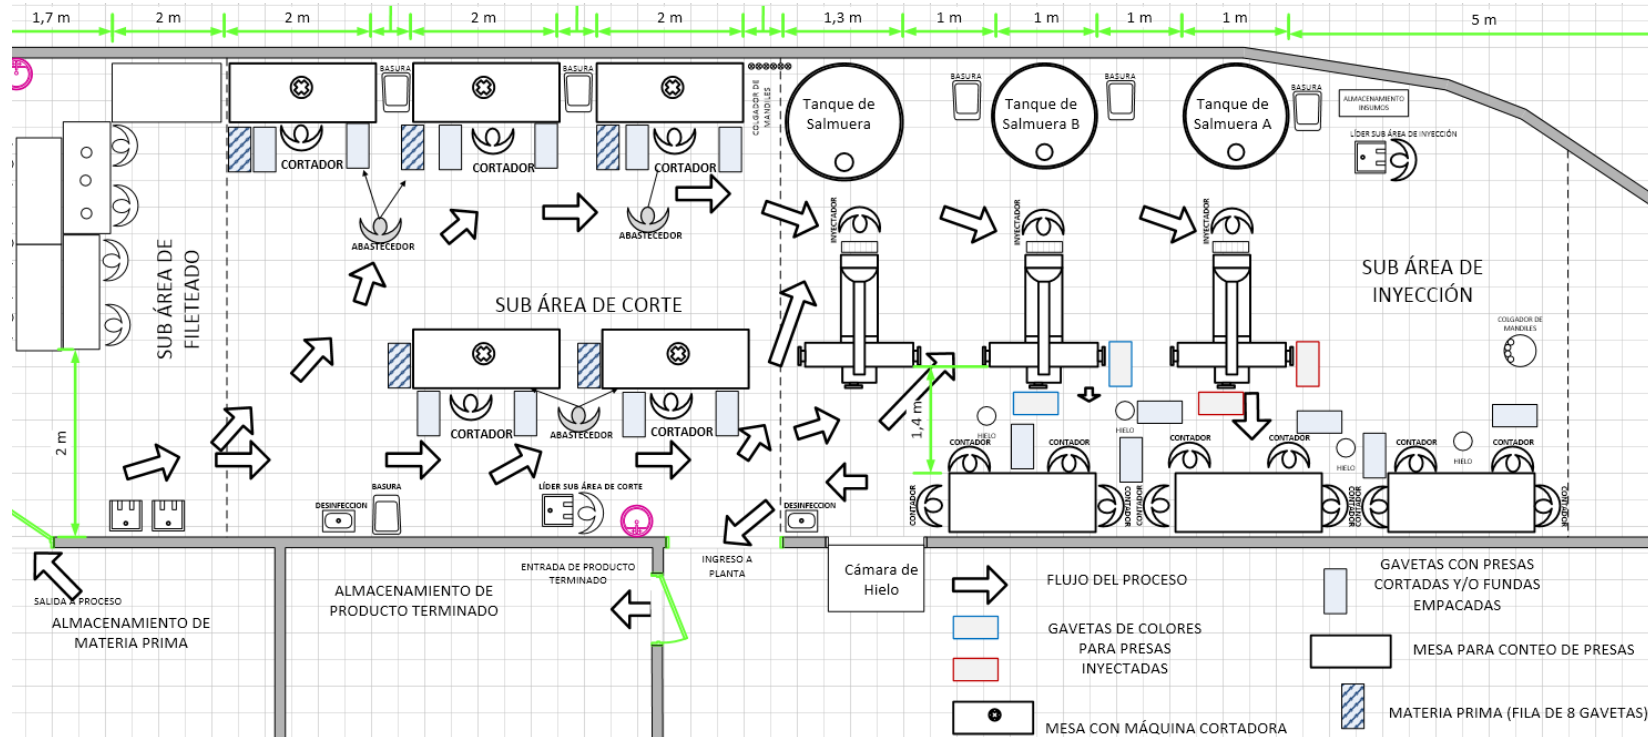 1,7 m
2 m
2 m
2 m
2 m
1,3 m
1 m
1 m
1 m
1 m
5 m
BASURA
BASURA
COLGADOR DE
MANDILES
Tanque de
Salmuera
BASURA
Tanque de
Salmuera B
BASURA
Tanque de
Salmuera A
BASURA
ALMACENAMIENTO
INSUMOS
LÍDER SUB ÁREA DE INYECCIÓN
CORTADOR
CORTADOR
CORTADOR
ABASTECEDOR
ABASTECEDOR
INYECTADOR
INYECTADOR
INYECTADOR
SUB ÁREA DE
FILETEADO
SUB ÁREA DE CORTE
SUB ÁREA DE
INYECCIÓN
COLGADOR DE
MANDILES
2 m
1,4 m
CORTADOR
ABASTECEDOR
CORTADOR
HIELO
HIELO
HIELO
HIELO
CONTADOR
CONTADOR
CONTADOR
CONTADOR
CONTADOR
CONTADOR
CONTADOR
CONTADOR
CONTADOR
CONTADOR
CONTADOR
CONTADOR
DESINFECCION
BASURA
LÍDER SUB ÁREA DE CORTE
DESINFECCION
SALIDA A PROCESO
ALMACENAMIENTO DE
MATERIA PRIMA
ALMACENAMIENTO DE
PRODUCTO TERMINADO
ENTRADA DE PRODUCTO
TERMINADO
INGRESO A
PLANTA
Cámara de
Hielo
FLUJO DEL PROCESO
GAVETAS DE COLORES
PARA PRESAS
INYECTADAS
MESA CON MÁQUINA CORTADORA
GAVETAS CON PRESAS
CORTADAS Y/O FUNDAS
EMPACADAS
MESA PARA CONTEO DE PRESAS
MATERIA PRIMA (FILA DE 8 GAVETAS)